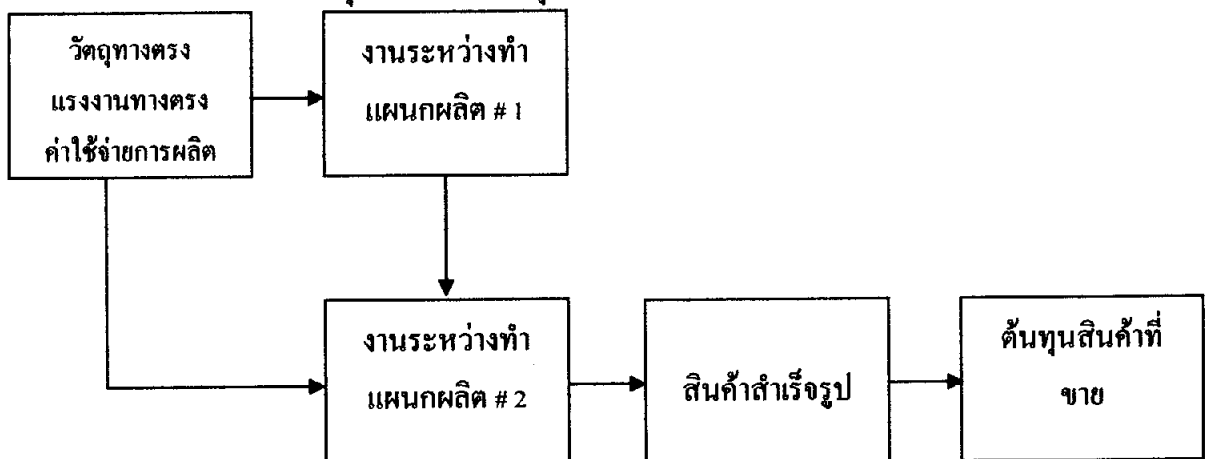 วัตถุทางตรง
แรงงานทางตรง
ค่าใช้จ่ายการผลิต
งานระหว่างทำ
แผนกผลิต # 1
งานระหว่างทำ
แผนกผลิต # 2
สินค้าสำเร็จรูป
ต้นทุนสินค้าที่
ขาย